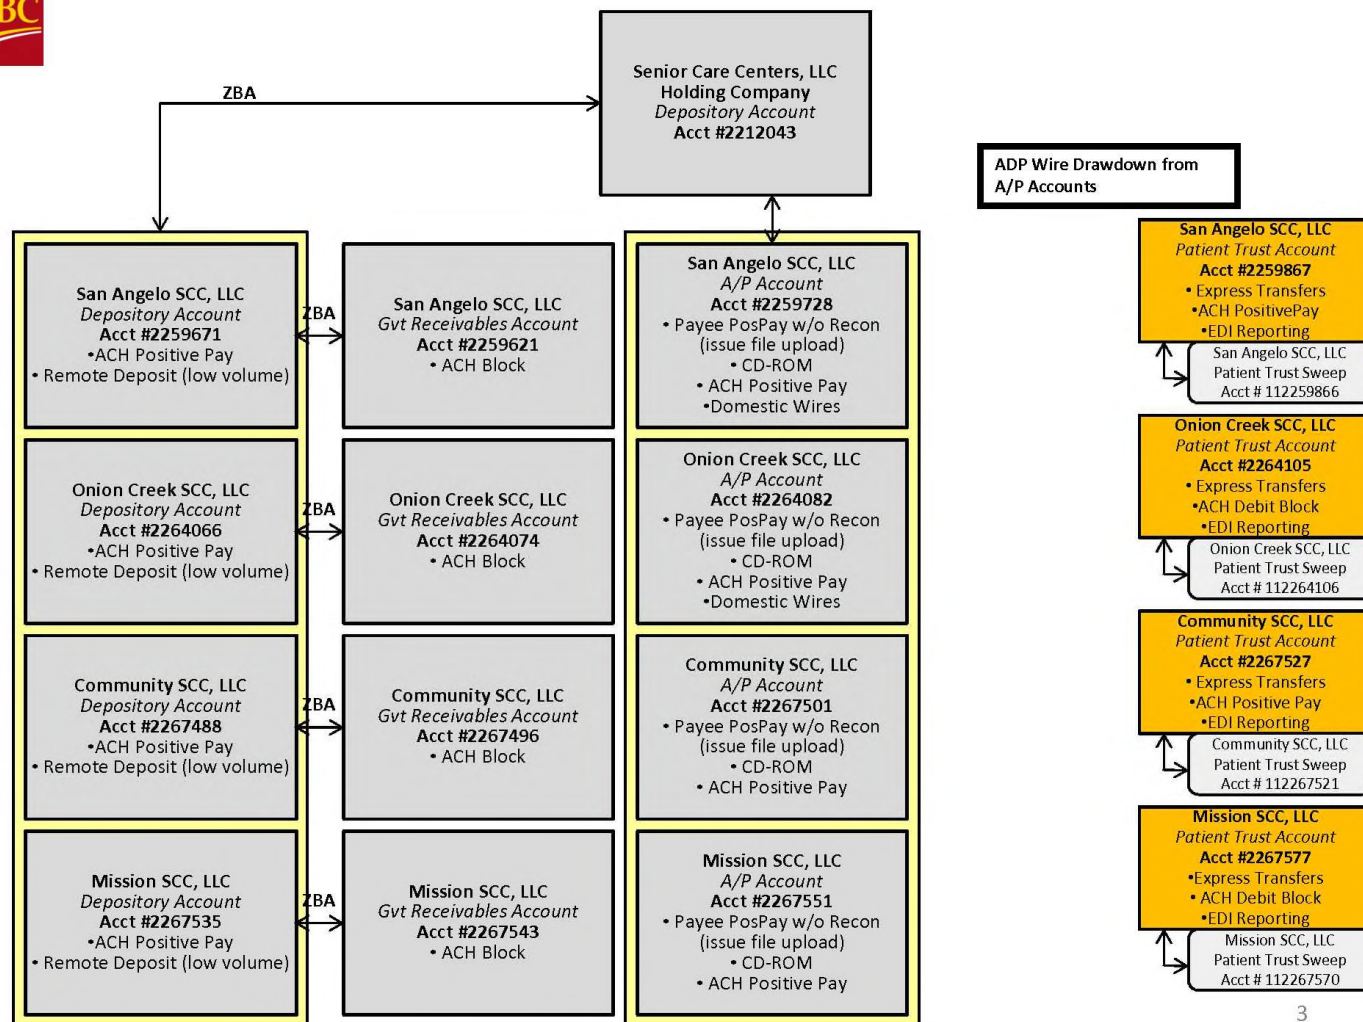 BC
ZBA
Senior Care Centers, LLC
Holding Company
Depository Account
Acct #2212043
ADP Wire Drawdown from
A/P Accounts
San Angelo SCC, LLC
Depository Account
Acct #2259671
•ACH Positive Pay
• Remote Deposit (low volume)
ZBA
San Angelo SCC, LLC
Gvt Receivables Account
Acct #2259621
• ACH Block
San Angelo SCC, LLC
A/P Account
Acct #2259728
• Payee PosPay w/o Recon
(issue file upload)
• CD-ROM
• ACH Positive Pay
•Domestic Wires
San Angelo SCC, LLC
Patient Trust Account
Acct #2259867
• Express Transfers
•ACH PositivePay
•EDI Reporting
San Angelo SCC, LLC
Patient Trust Sweep
Acct # 112259866
Onion Creek SCC, LLC
Depository Account
Acct #2264066
•ACH Positive Pay
• Remote Deposit (low volume)
ZBA
Onion Creek SCC, LLC
Gvt Receivables Account
Acct #2264074
• ACH Block
Onion Creek SCC, LLC
A/P Account
Acct #2264082
• Payee PosPay w/o Recon
(issue file upload)
• CD-ROM
• ACH Positive Pay
•Domestic Wires
Onion Creek SCC, LLC
Patient Trust Account
Acct #2264105
• Express Transfers
•ACH Debit Block
•EDI Reporting
Onion Creek SCC, LLC
Patient Trust Sweep
Acct # 112264106
Community SCC, LLC
Depository Account
Acct #2267488
•ACH Positive Pay
• Remote Deposit (low volume)
ZBA
Community SCC, LLC
Gvt Receivables Account
Acct #2267496
• ACH Block
Community SCC, LLC
A/P Account
Acct #2267501
• Payee PosPay w/o Recon
(issue file upload)
• CD-ROM
• ACH Positive Pay
Community SCC, LLC
Patient Trust Account
Acct #2267527
• Express Transfers
•ACH Positive Pay
•EDI Reporting
Community SCC, LLC
Patient Trust Sweep
Acct # 112267521
Mission SCC, LLC
Depository Account
Acct #2267535
•ACH Positive Pay
• Remote Deposit (low volume)
ZBA
Mission SCC, LLC
Gvt Receivables Account
Acct #2267543
• ACH Block
Mission SCC, LLC
A/P Account
Acct #2267551
• Payee PosPay w/o Recon
(issue file upload)
• CD-ROM
• ACH Positive Pay
Mission SCC, LLC
Patient Trust Account
Acct #2267577
•Express Transfers
• ACH Debit Block
•EDI Reporting
Mission SCC, LLC
Patient Trust Sweep
Acct # 112267570
3